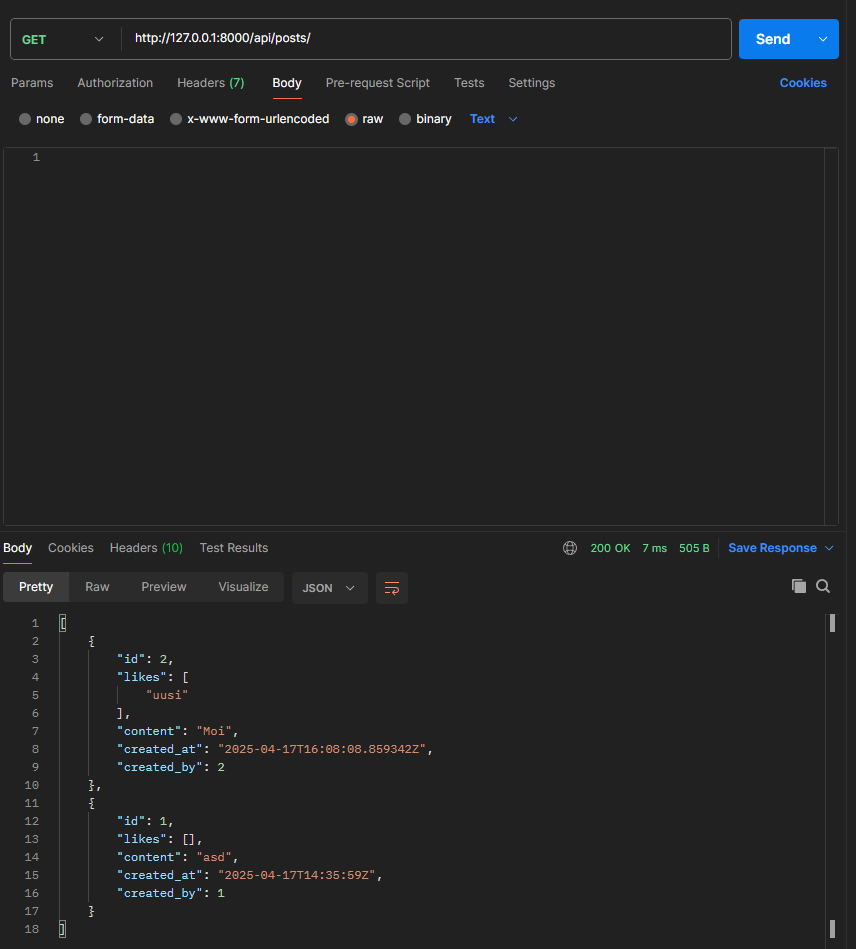 GET http://127.0.0.1:8000/api/posts/ Send
Params Authorization Headers (7) Body Pre-request Script Tests Settings Cookies
none form-data x-www-form-urlencoded raw binary Text
1
Body Cookies Headers (10) Test Results 200 OK 7 ms 505 B Save Response
Pretty Raw Preview Visualize JSON
1 [
2 {
3 "id": 2,
4 "likes": [
5 "uusi"
6 ],
7 "content": "Moi",
8 "created_at": "2025-04-17T16:08:08.859342Z",
9 "created_by": 2
10 },
11 {
12 "id": 1,
13 "likes": [],
14 "content": "asd",
15 "created_at": "2025-04-17T14:35:59Z",
16 "created_by": 1
17 }
18 ]